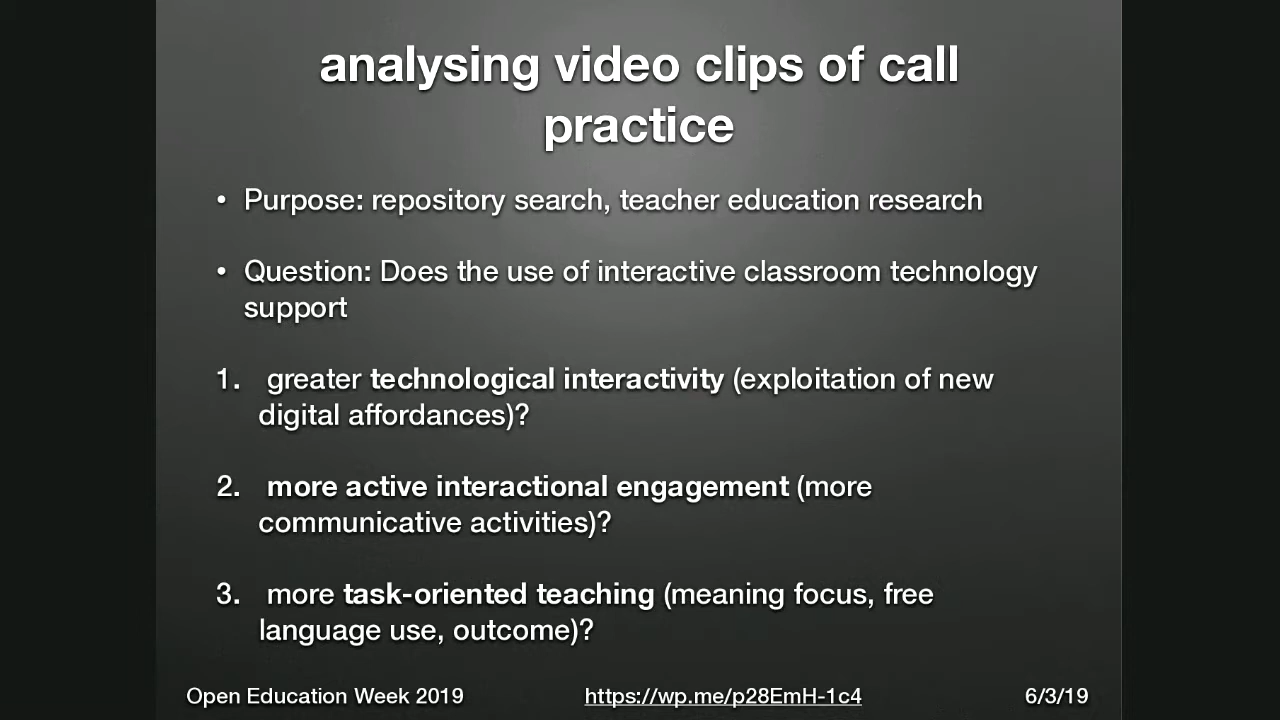 analysing video clips of call
practice
• Purpose: repository search, teacher education research
• Question: Does the use of interactive classroom technology
support
1. greater technological interactivity (exploitation of new
digital affordances)?
2. more active interactional engagement (more
communicative activities)?
3. more task-oriented teaching (meaning focus, free
language use, outcome)?
Open Education Week 2019 https://wp.me/p28EmH-1c4 6/3/19